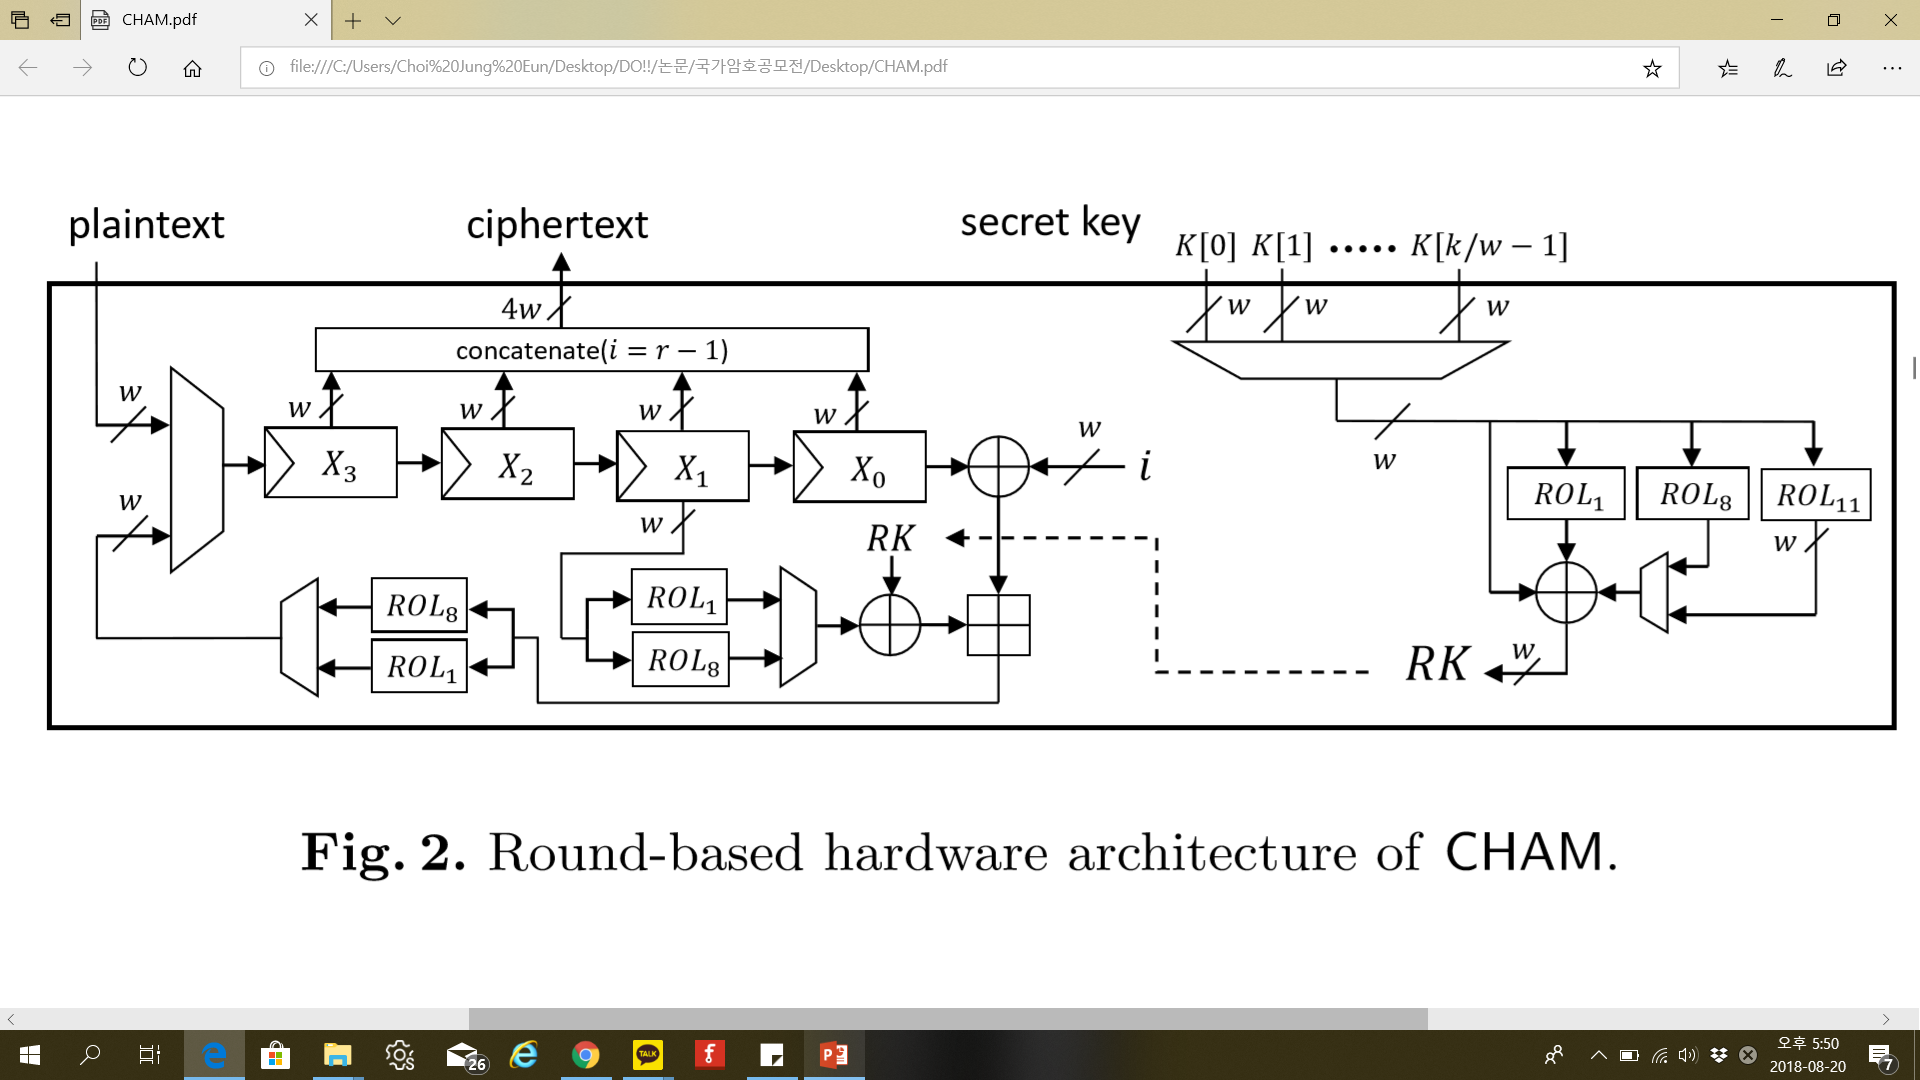 CHAM.pdf
file:///C:/Users/Choi%20Jung%20Eun/Desktop/DO!!/논문/국가암호공모전/Desktop/CHAM.pdf
plaintext ciphertext secret key
K[0] K[1] ····· K[k/w − 1]
4w w w w
concatenate(i = r − 1)
w w w w w w
X₃ X₂ X₁ X₀ i w
ROL₁ ROL₈ ROL₁₁
w w RK w
ROL₈ ROL₁ RK w
ROL₁ ROL₈
Fig. 2. Round-based hardware architecture of CHAM.
26
TALK
오후 5:50
2018-08-20
7